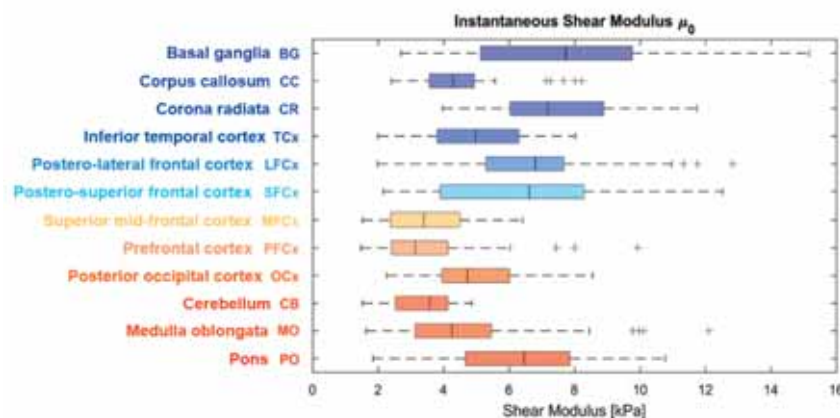 Instantaneous Shear Modulus μ0
Basal ganglia BG
Corpus callosum CC
Corona radiata CR
Inferior temporal cortex TCx
Postero-lateral frontal cortex LFCx
Postero-superior frontal cortex SFCx
Superior mid-frontal cortex MFCx
Prefrontal cortex PFCx
Posterior occipital cortex OCx
Cerebellum CB
Medulla oblongata MO
Pons PO
0 2 4 6 8 10 12 14 16
Shear Modulus [kPa]